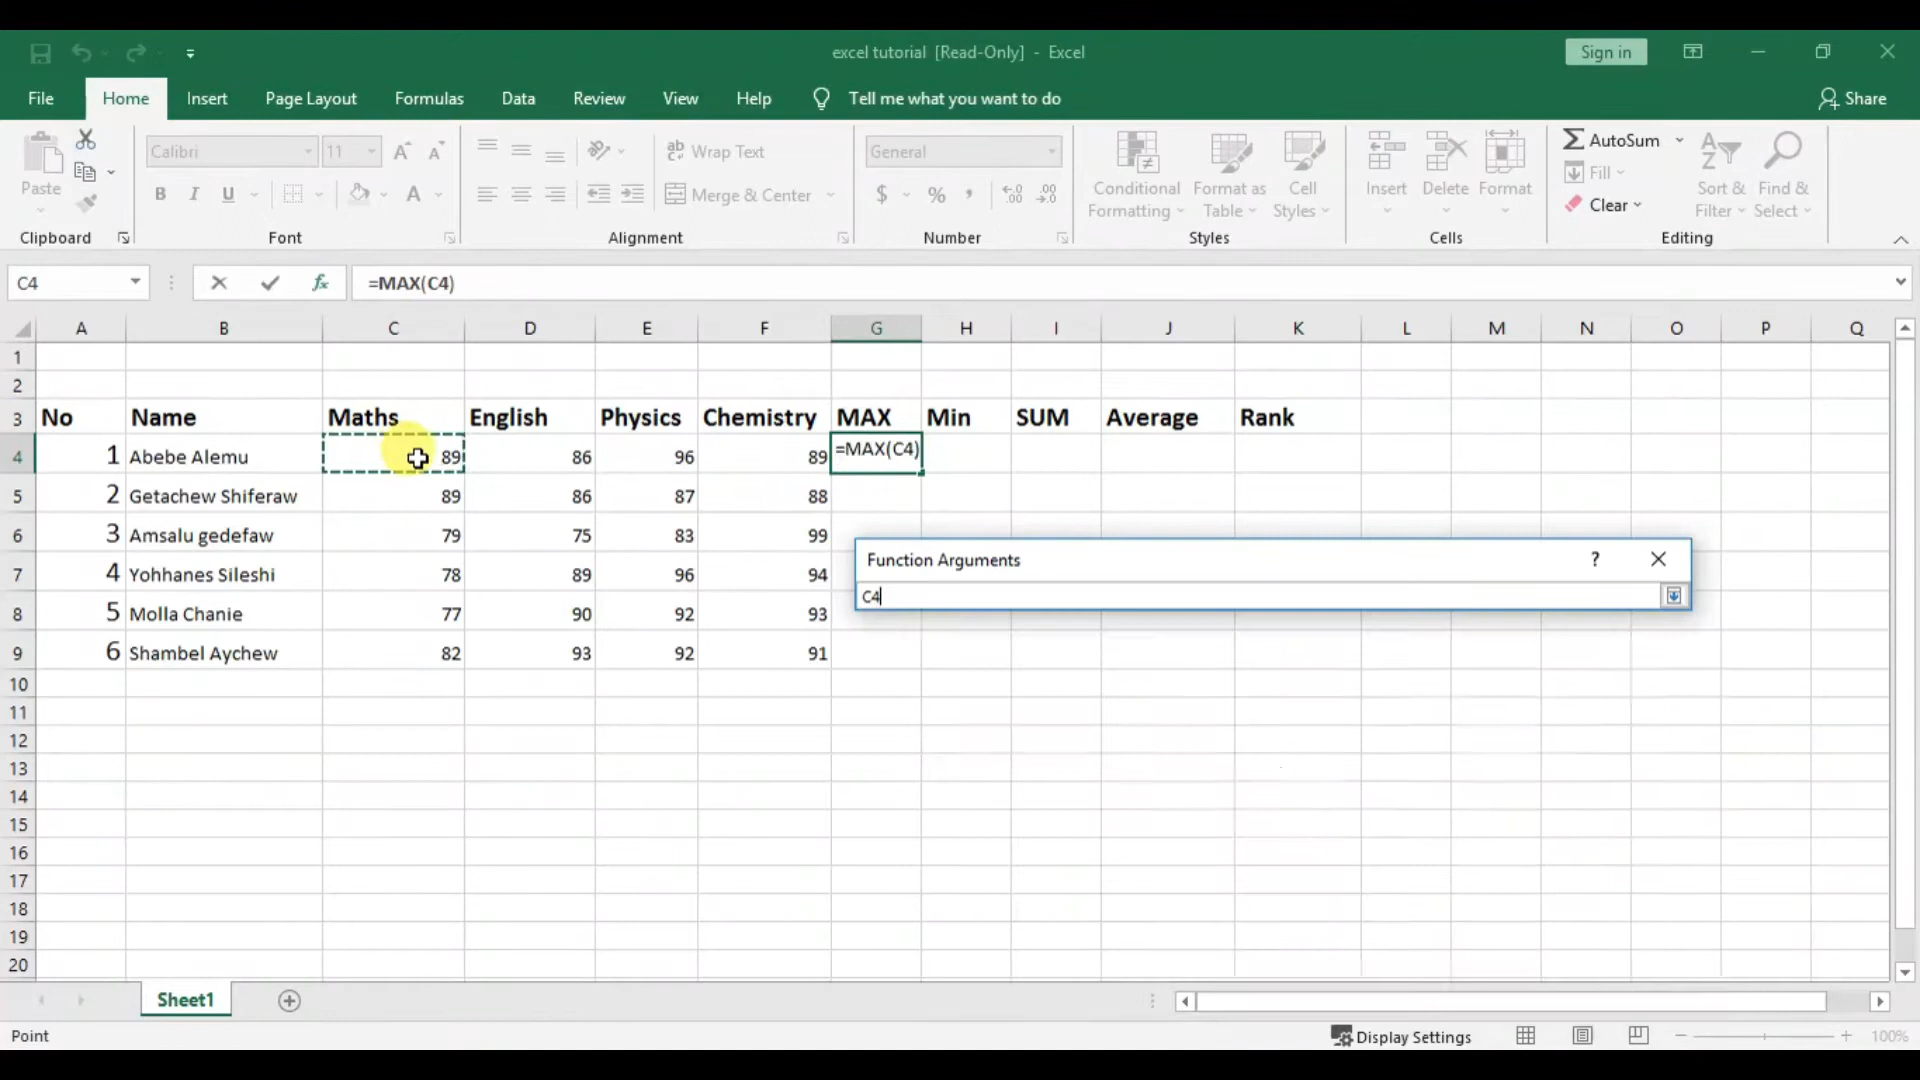 excel tutorial [Read-Only] - Excel
Sign in
File Home Insert Page Layout Formulas Data Review View Help Tell me what you want to do Share
Paste
Clipboard
Calibri 11
B I U A
Font
ab Wrap Text
Merge & Center
Alignment
General
$ % , .00 .00
Number
Conditional Formatting
Format as Table
Cell Styles
Styles
Insert Delete Format
Cells
AutoSum
Fill
Clear
Sort & Filter
Find & Select
Editing
C4 fx =MAX(C4)
A B C D E F G H I J K L M N O P Q
1
2
3 No Name Maths English Physics Chemistry MAX Min SUM Average Rank
4 1 Abebe Alemu 89 86 96 89 =MAX(C4)
5 2 Getachew Shiferaw 89 86 87 88
6 3 Amsalu gedefaw 79 75 83 99
7 4 Yohhanes Sileshi 78 89 96 94
8 5 Molla Chanie 77 90 92 93
9 6 Shambel Aychew 82 93 92 91
Function Arguments ?
C4
10
11
12
13
14
15
16
17
18
19
20
Sheet1
Point
Display Settings
100%